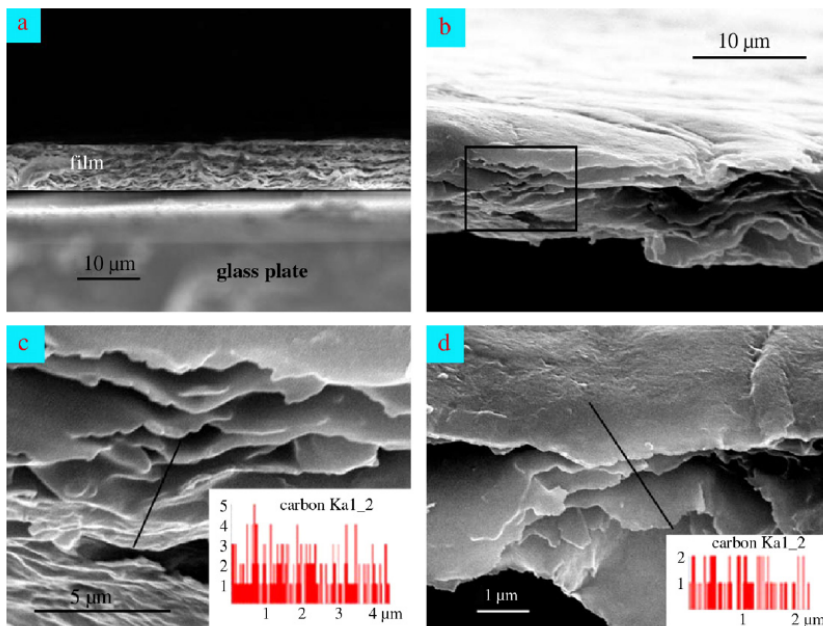 a
film
10 μm
glass plate
b
10 μm
c
5 μm
carbon Ka1_2
5
4
3
2
1
1 2 3 4 μm
d
1 μm
carbon Ka1_2
2
1
1 2 μm